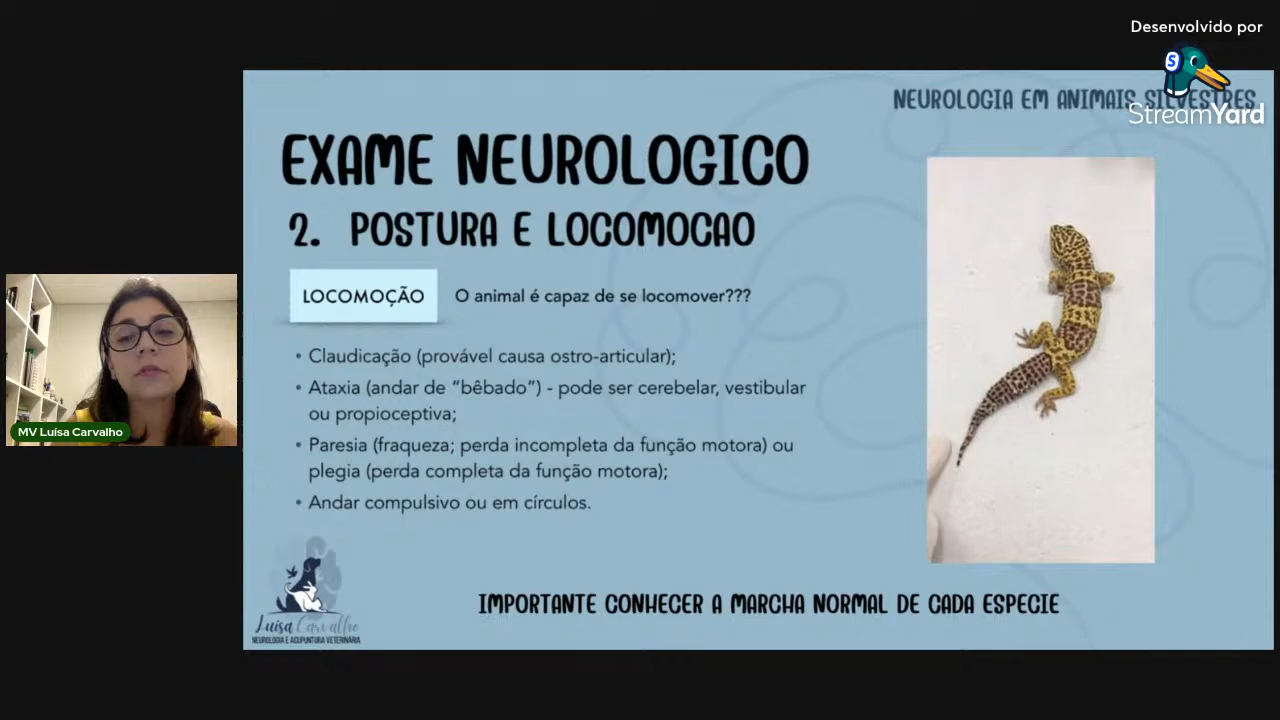 Desenvolvido por
StreamYard
NEUROLOGIA EM ANIMAIS SILVESTRES
EXAME NEUROLOGICO
2. POSTURA E LOCOMOCAO
LOCOMOÇÃO
O animal é capaz de se locomover???
• Claudicação (provável causa ostro-articular);
• Ataxia (andar de “bêbado”) - pode ser cerebelar, vestibular
ou propioceptiva;
• Paresia (fraqueza; perda incompleta da função motora) ou
plegia (perda completa da função motora);
• Andar compulsivo ou em círculos.
MV Luísa Carvalho
IMPORTANTE CONHECER A MARCHA NORMAL DE CADA ESPECIE
Luísa Carvalho
NEUROLOGIA E ACUPUNTURA VETERINÁRIA